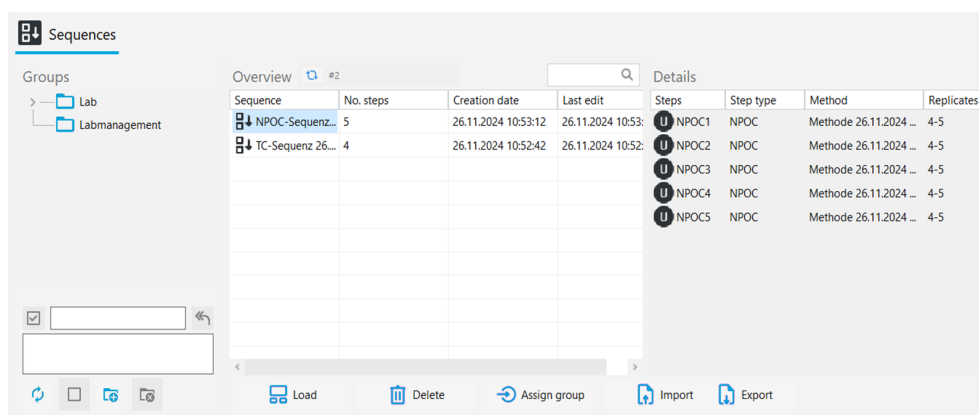 Sequences
Groups
Lab
Labmanagement
Overview #2
Sequence No. steps Creation date Last edit
NPOC-Sequenz... 5 26.11.2024 10:53:12 26.11.2024 10:53:
TC-Sequenz 26.... 4 26.11.2024 10:52:42 26.11.2024 10:52:
Details
Steps Step type Method Replicates
U NPOC1 NPOC Methode 26.11.2024 ... 4-5
U NPOC2 NPOC Methode 26.11.2024 ... 4-5
U NPOC3 NPOC Methode 26.11.2024 ... 4-5
U NPOC4 NPOC Methode 26.11.2024 ... 4-5
U NPOC5 NPOC Methode 26.11.2024 ... 4-5
Load Delete Assign group Import Export